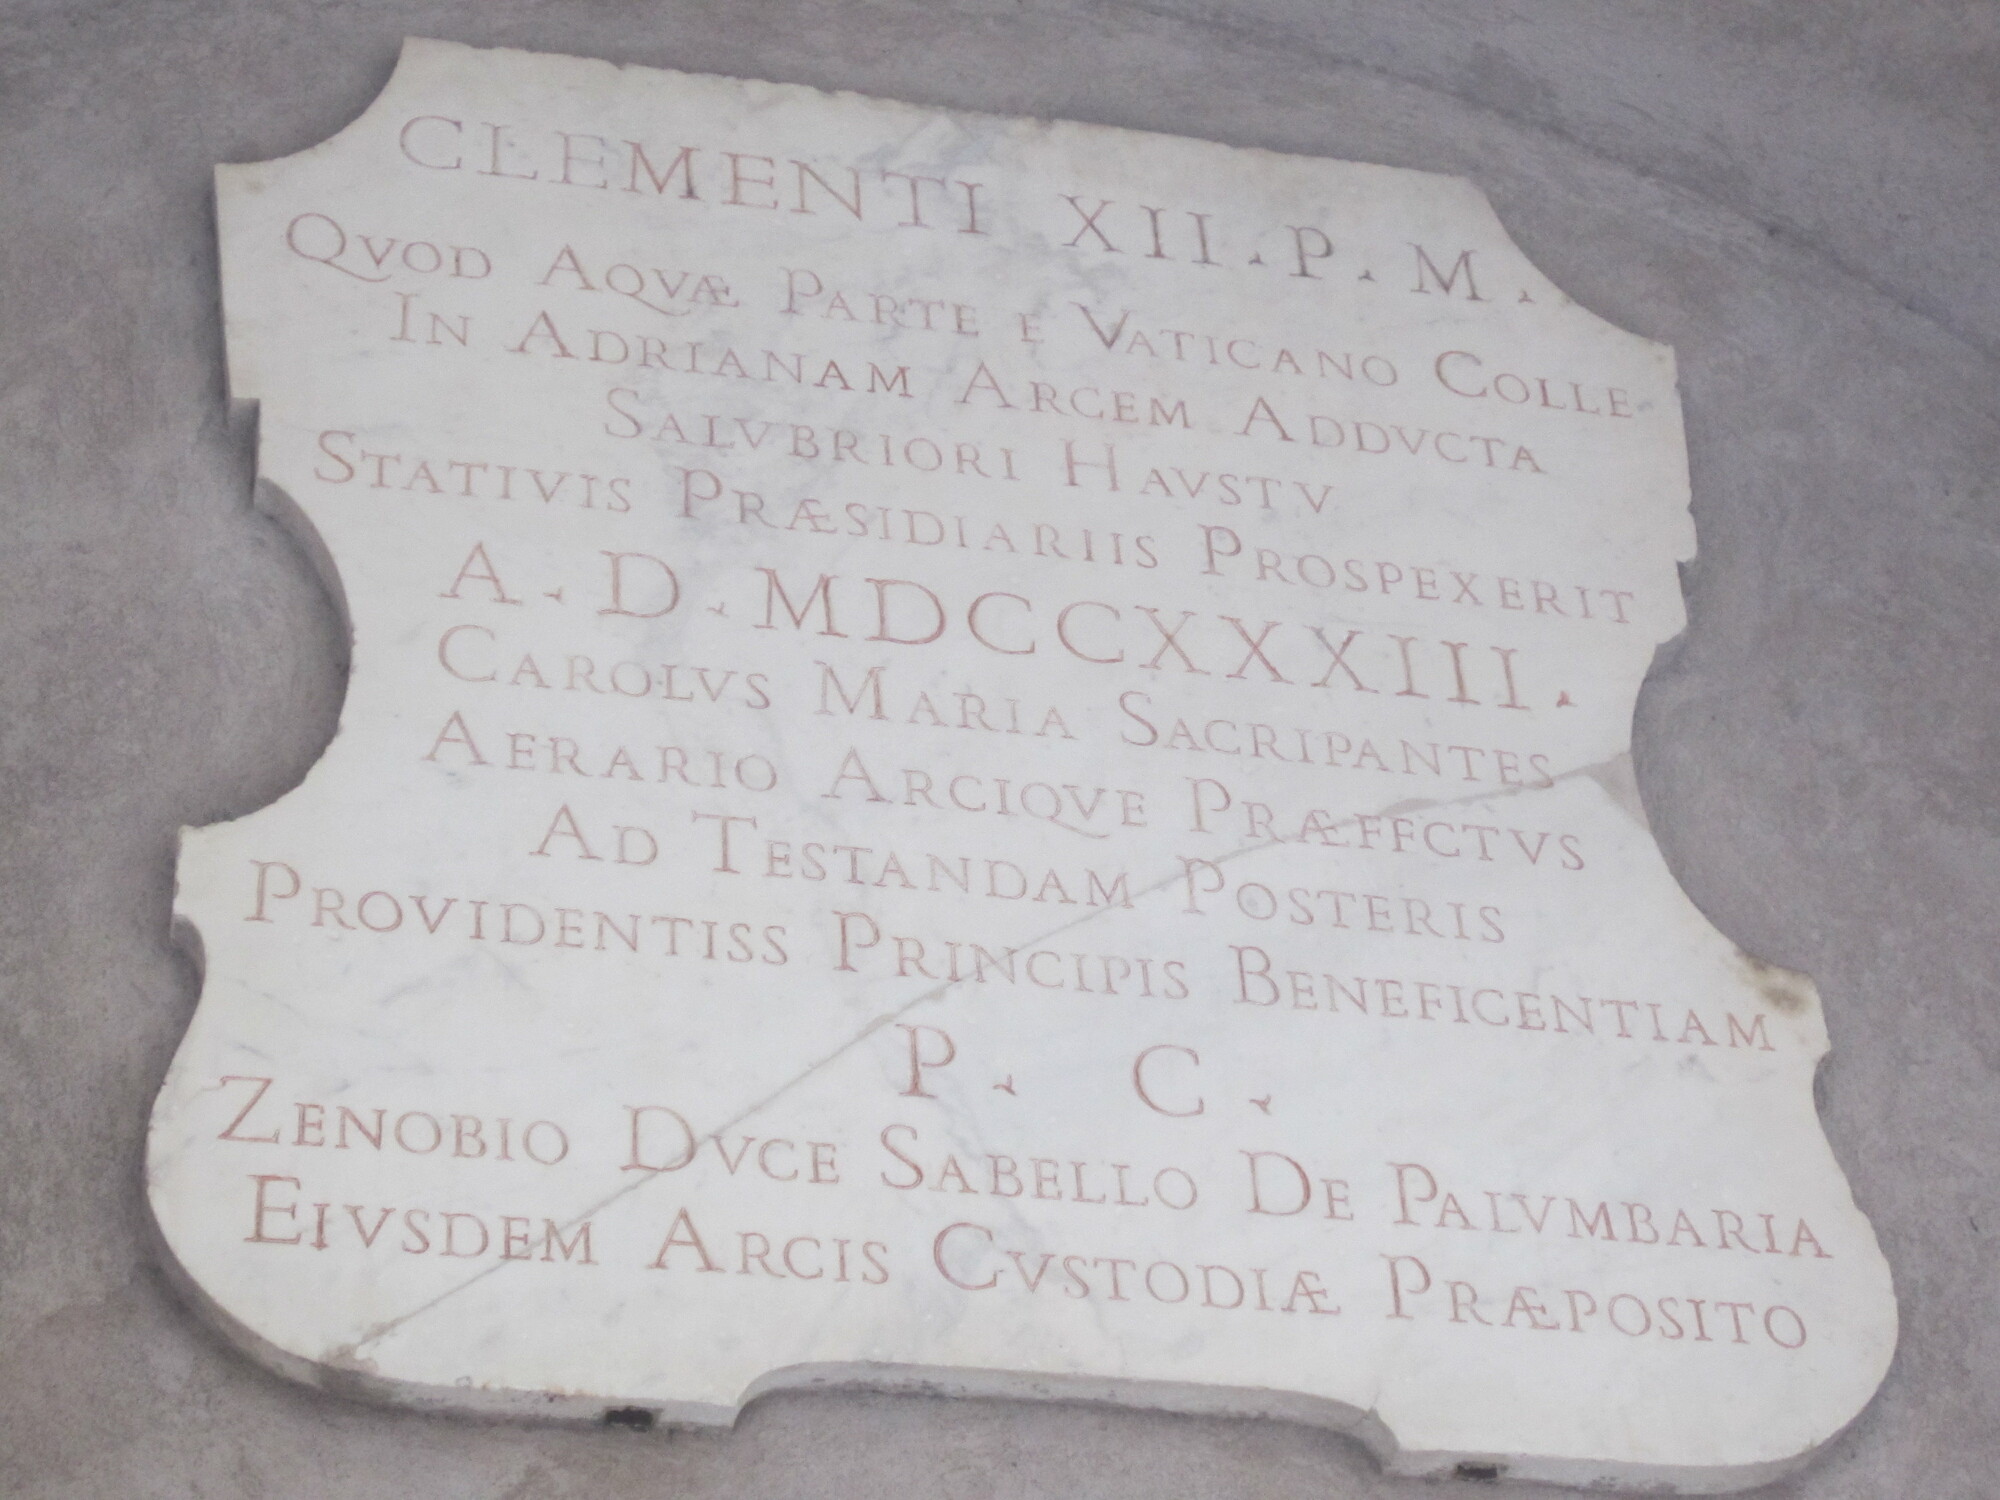 CLEMENTI XII. P. M.
QVOD AQVÆ PARTE E VATICANO COLLE
IN ADRIANAM ARCEM ADDVCTA
SALVBRIORI HAVSTV
STATIVIS PRÆSIDIARIIS PROSPEXERIT
A. D. MDCCXXXIII.
CAROLVS MARIA SACRIPANTES
AERARIO ARCIQVE PRÆFFCTVS
AD TESTANDAM POSTERIS
PROVIDENTISS PRINCIPIS BENEFICENTIAM
P. C.
ZENOBIO DVCE SABELLO DE PALVMBARIA
EIVSDEM ARCIS CVSTODIÆ PRÆPOSITO